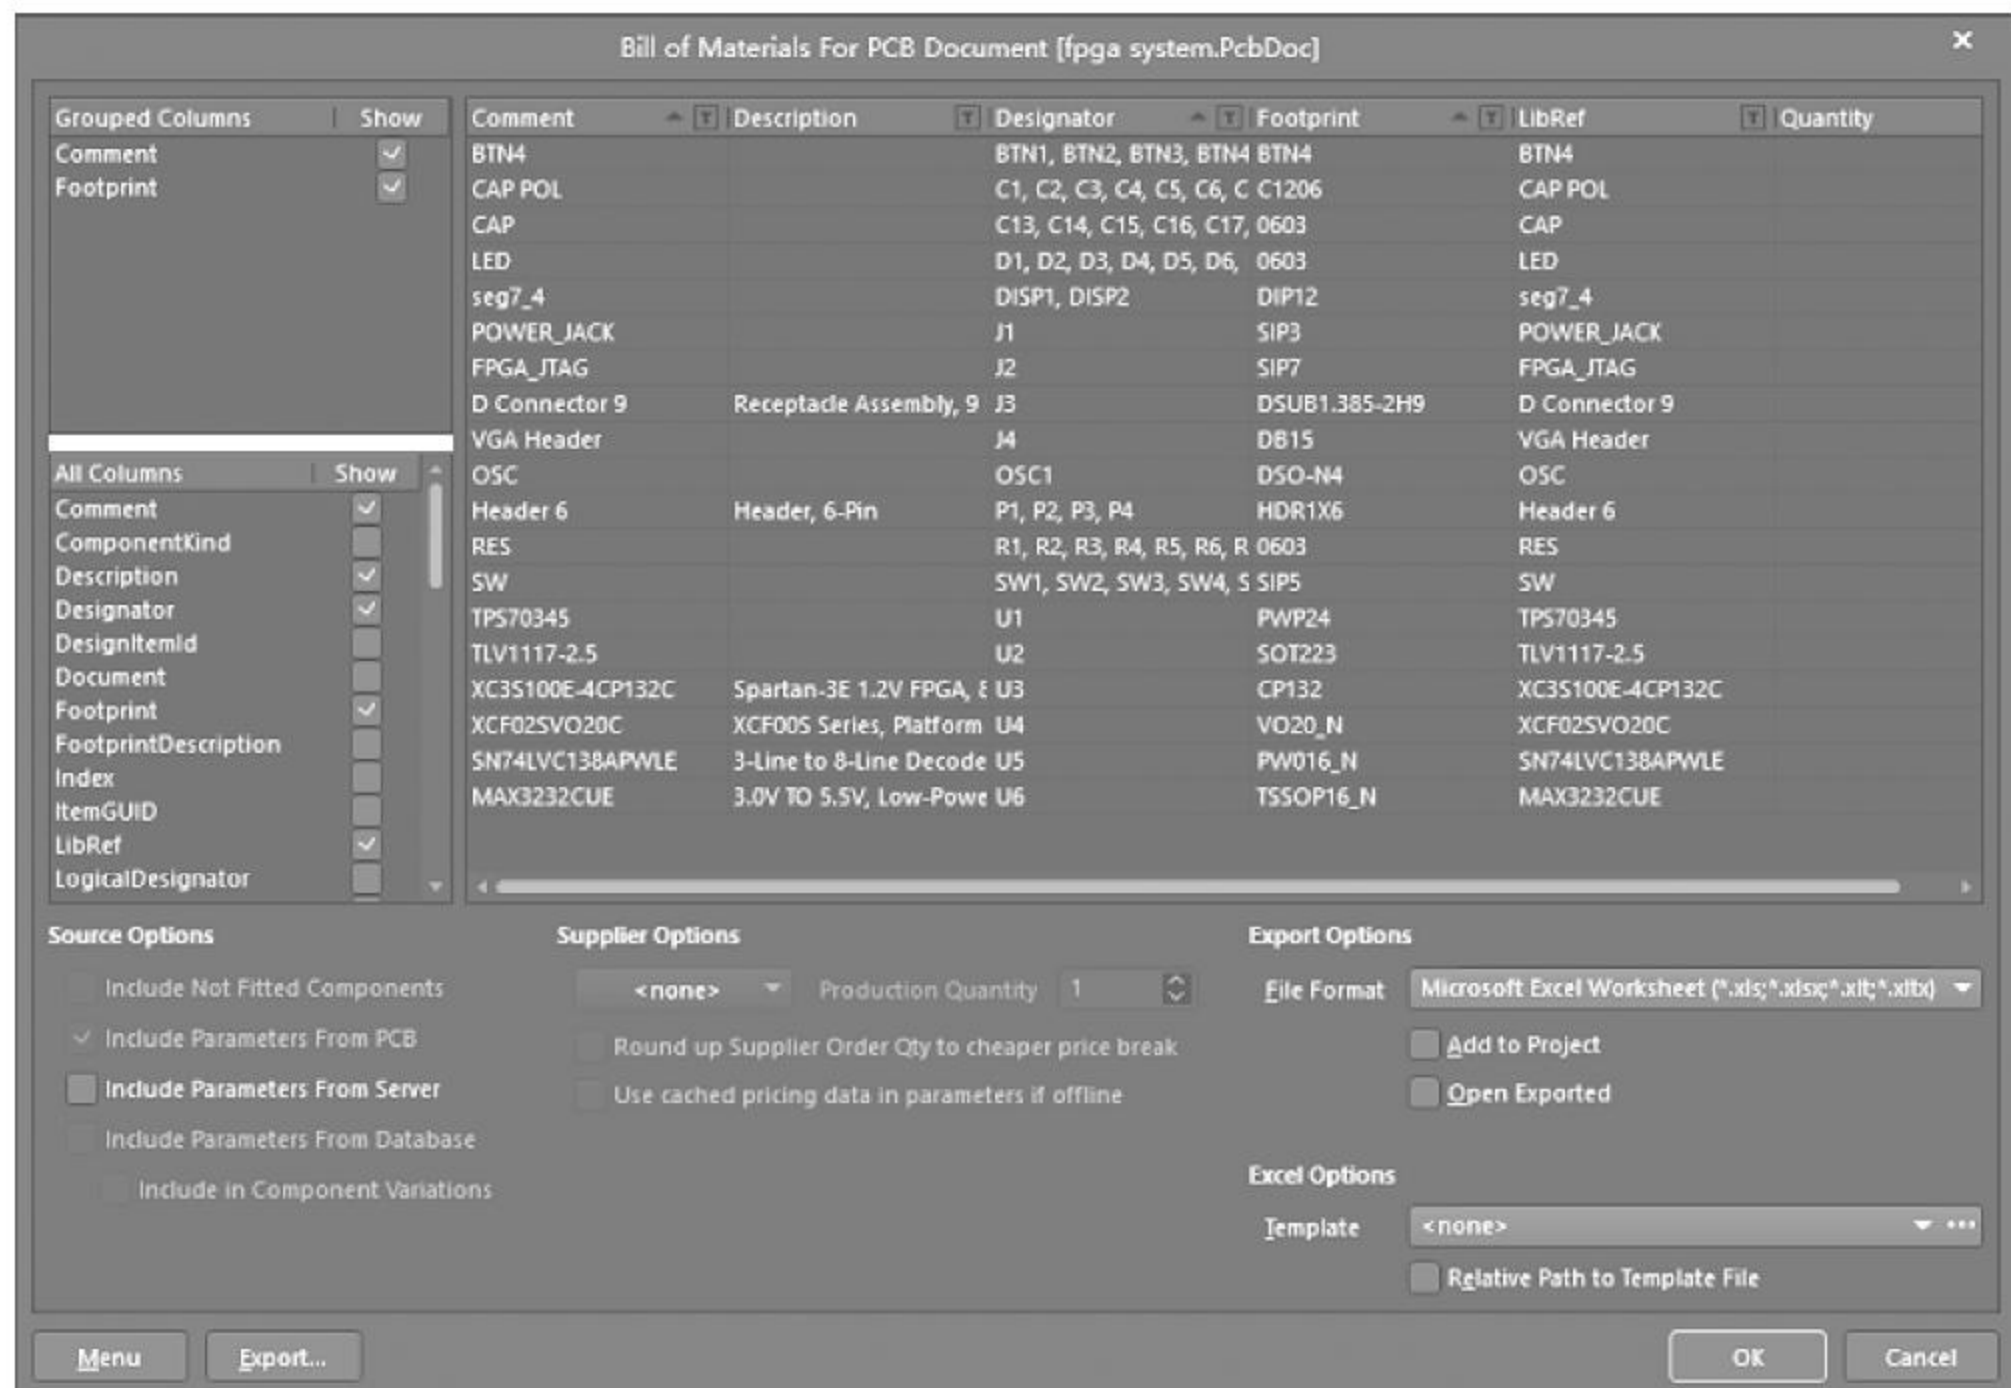 Bill of Materials For PCB Document [fpga system.PcbDoc]
Grouped Columns Show
Comment
Footprint
All Columns Show
Comment
ComponentKind
Description
Designator
DesignItemId
Document
Footprint
FootprintDescription
Index
ItemGUID
LibRef
LogicalDesignator
Comment Description Designator Footprint LibRef Quantity
BTN4 BTN1, BTN2, BTN3, BTN4 BTN4 BTN4
CAP POL C1, C2, C3, C4, C5, C6, C C1206 CAP POL
CAP C13, C14, C15, C16, C17, 0603 CAP
LED D1, D2, D3, D4, D5, D6, 0603 LED
seg7_4 DISP1, DISP2 DIP12 seg7_4
POWER_JACK J1 SIP3 POWER_JACK
FPGA_JTAG J2 SIP7 FPGA_JTAG
D Connector 9 Receptacle Assembly, 9 J3 DSUB1.385-2H9 D Connector 9
VGA Header J4 DB15 VGA Header
OSC OSC1 DSO-N4 OSC
Header 6 Header, 6-Pin P1, P2, P3, P4 HDR1X6 Header 6
RES R1, R2, R3, R4, R5, R6, R 0603 RES
SW SW1, SW2, SW3, SW4, S SIP5 SW
TPS70345 U1 PWP24 TPS70345
TLV1117-2.5 U2 SOT223 TLV1117-2.5
XC3S100E-4CP132C Spartan-3E 1.2V FPGA, 8 U3 CP132 XC3S100E-4CP132C
XCF02SVO20C XCF00S Series, Platform U4 VO20_N XCF02SVO20C
SN74LVC138APWLE 3-Line to 8-Line Decode U5 PW016_N SN74LVC138APWLE
MAX3232CUE 3.0V TO 5.5V, Low-Powe U6 TSSOP16_N MAX3232CUE
Source Options
Include Not Fitted Components
Include Parameters From PCB
Include Parameters From Server
Include Parameters From Database
Include in Component Variations
Supplier Options
<none> Production Quantity 1
Round up Supplier Order Qty to cheaper price break
Use cached pricing data in parameters if offline
Export Options
File Format Microsoft Excel Worksheet (*.xls;*.xlsx;*.xlt;*.xltx)
Add to Project
Open Exported
Excel Options
Template <none>
Relative Path to Template File
Menu Export... OK Cancel